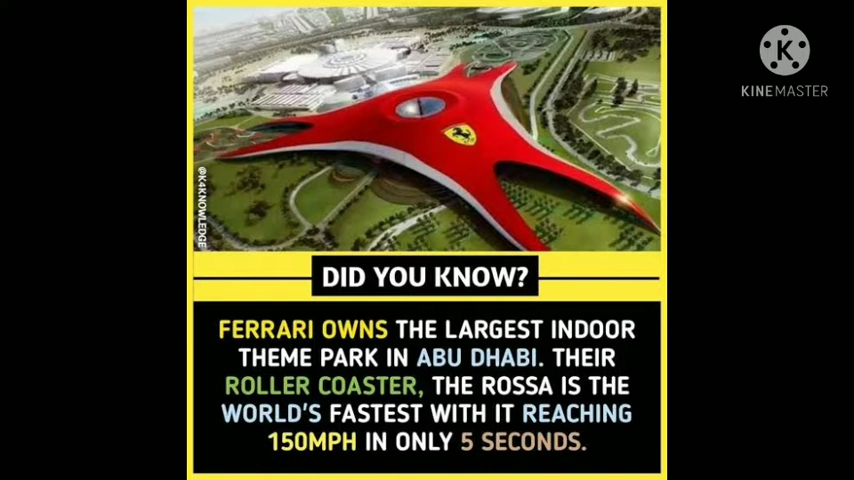 K
KINEMASTER
@K4KNOWLEDGE
DID YOU KNOW?
FERRARI OWNS THE LARGEST INDOOR
THEME PARK IN ABU DHABI. THEIR
ROLLER COASTER, THE ROSSA IS THE
WORLD'S FASTEST WITH IT REACHING
150MPH IN ONLY 5 SECONDS.